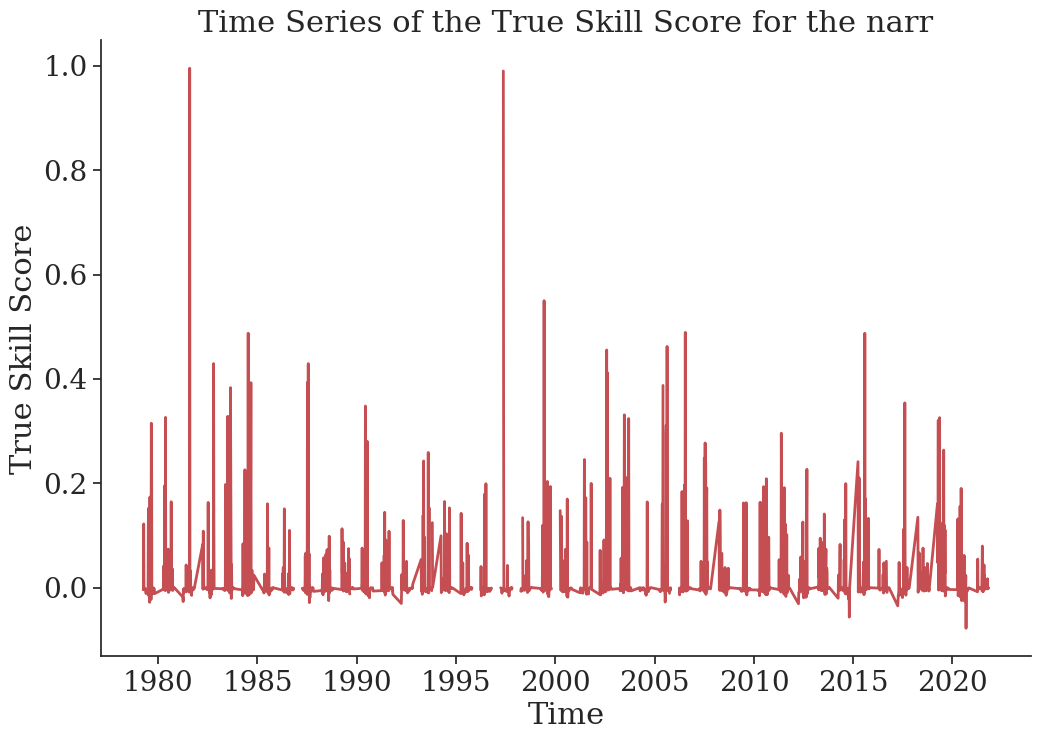 Time Series of the True Skill Score for the narr
True Skill Score
1.0
0.8
0.6
0.4
0.2
0.0
1980 1985 1990 1995 2000 2005 2010 2015 2020
Time